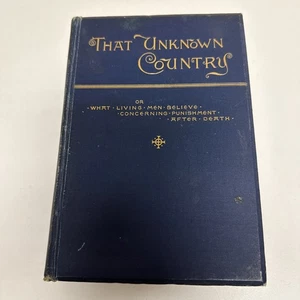 THAT UNKNOWN
COUNTRY
OR
· WHAT · LIVING · MEN · BELIEVE ·
CONCERNING · PUNISHMENT ·
· AFTER · DEATH ·